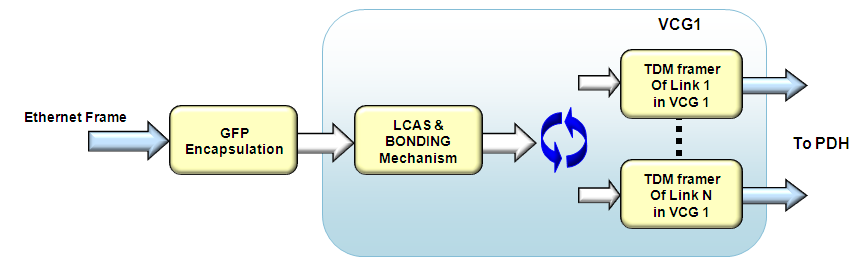 VCG1
Ethernet Frame
GFP
Encapsulation
LCAS &
BONDING
Mechanism
TDM framer
Of Link 1
in VCG 1
To PDH
TDM framer
Of Link N
in VCG 1